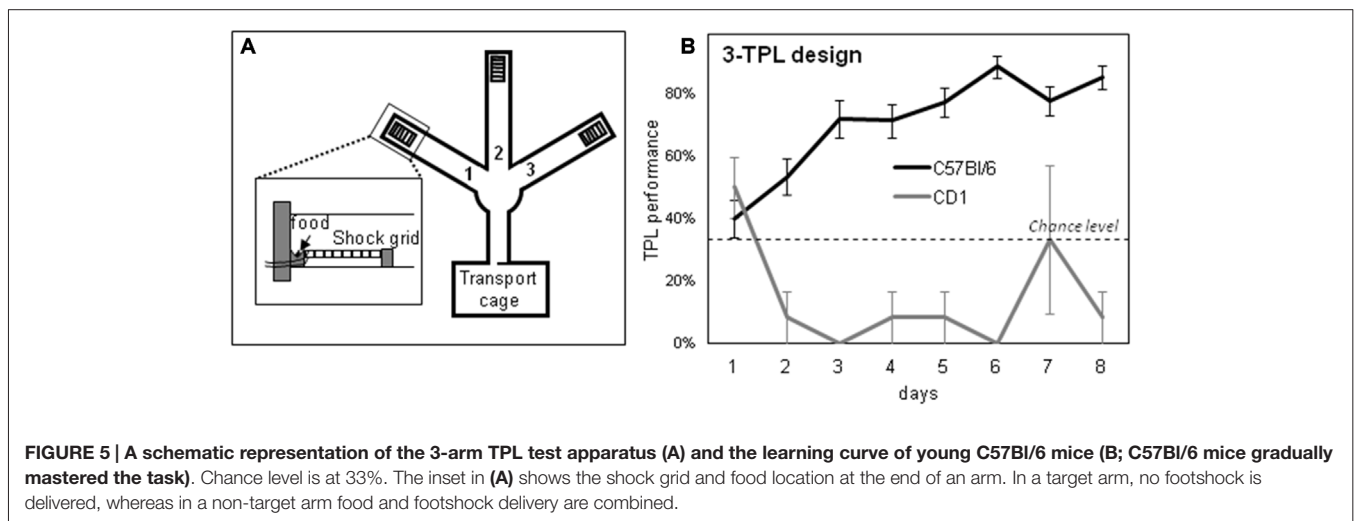 A
2
1
3
food
Shock grid
Transport
cage
B
3-TPL design
80%
60%
40%
20%
0%
TPL performance
C57Bl/6
CD1
Chance level
1 2 3 4 5 6 7 8
days
FIGURE 5 | A schematic representation of the 3-arm TPL test apparatus (A) and the learning curve of young C57Bl/6 mice (B; C57Bl/6 mice gradually
mastered the task). Chance level is at 33%. The inset in (A) shows the shock grid and food location at the end of an arm. In a target arm, no footshock is
delivered, whereas in a non-target arm food and footshock delivery are combined.